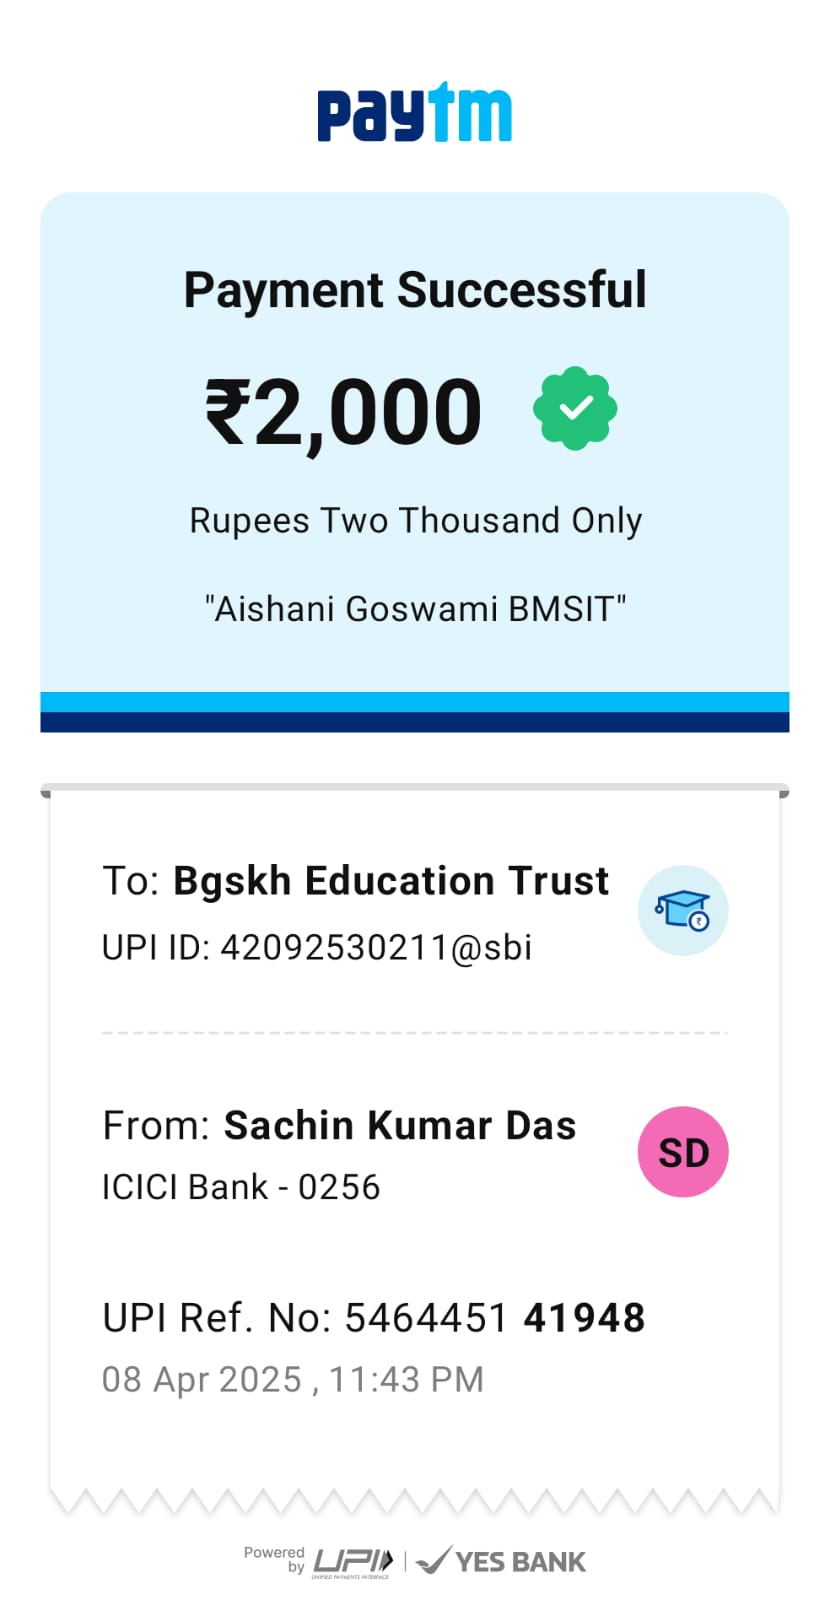 paytm
Payment Successful
₹2,000
Rupees Two Thousand Only
"Aishani Goswami BMSIT"
To: Bgskh Education Trust
UPI ID: 42092530211@sbi
₹
From: Sachin Kumar Das
SD
ICICI Bank - 0256
UPI Ref. No: 5464451 41948
08 Apr 2025 , 11:43 PM
Powered by UPI | YES BANK
UNIFIED PAYMENTS INTERFACE